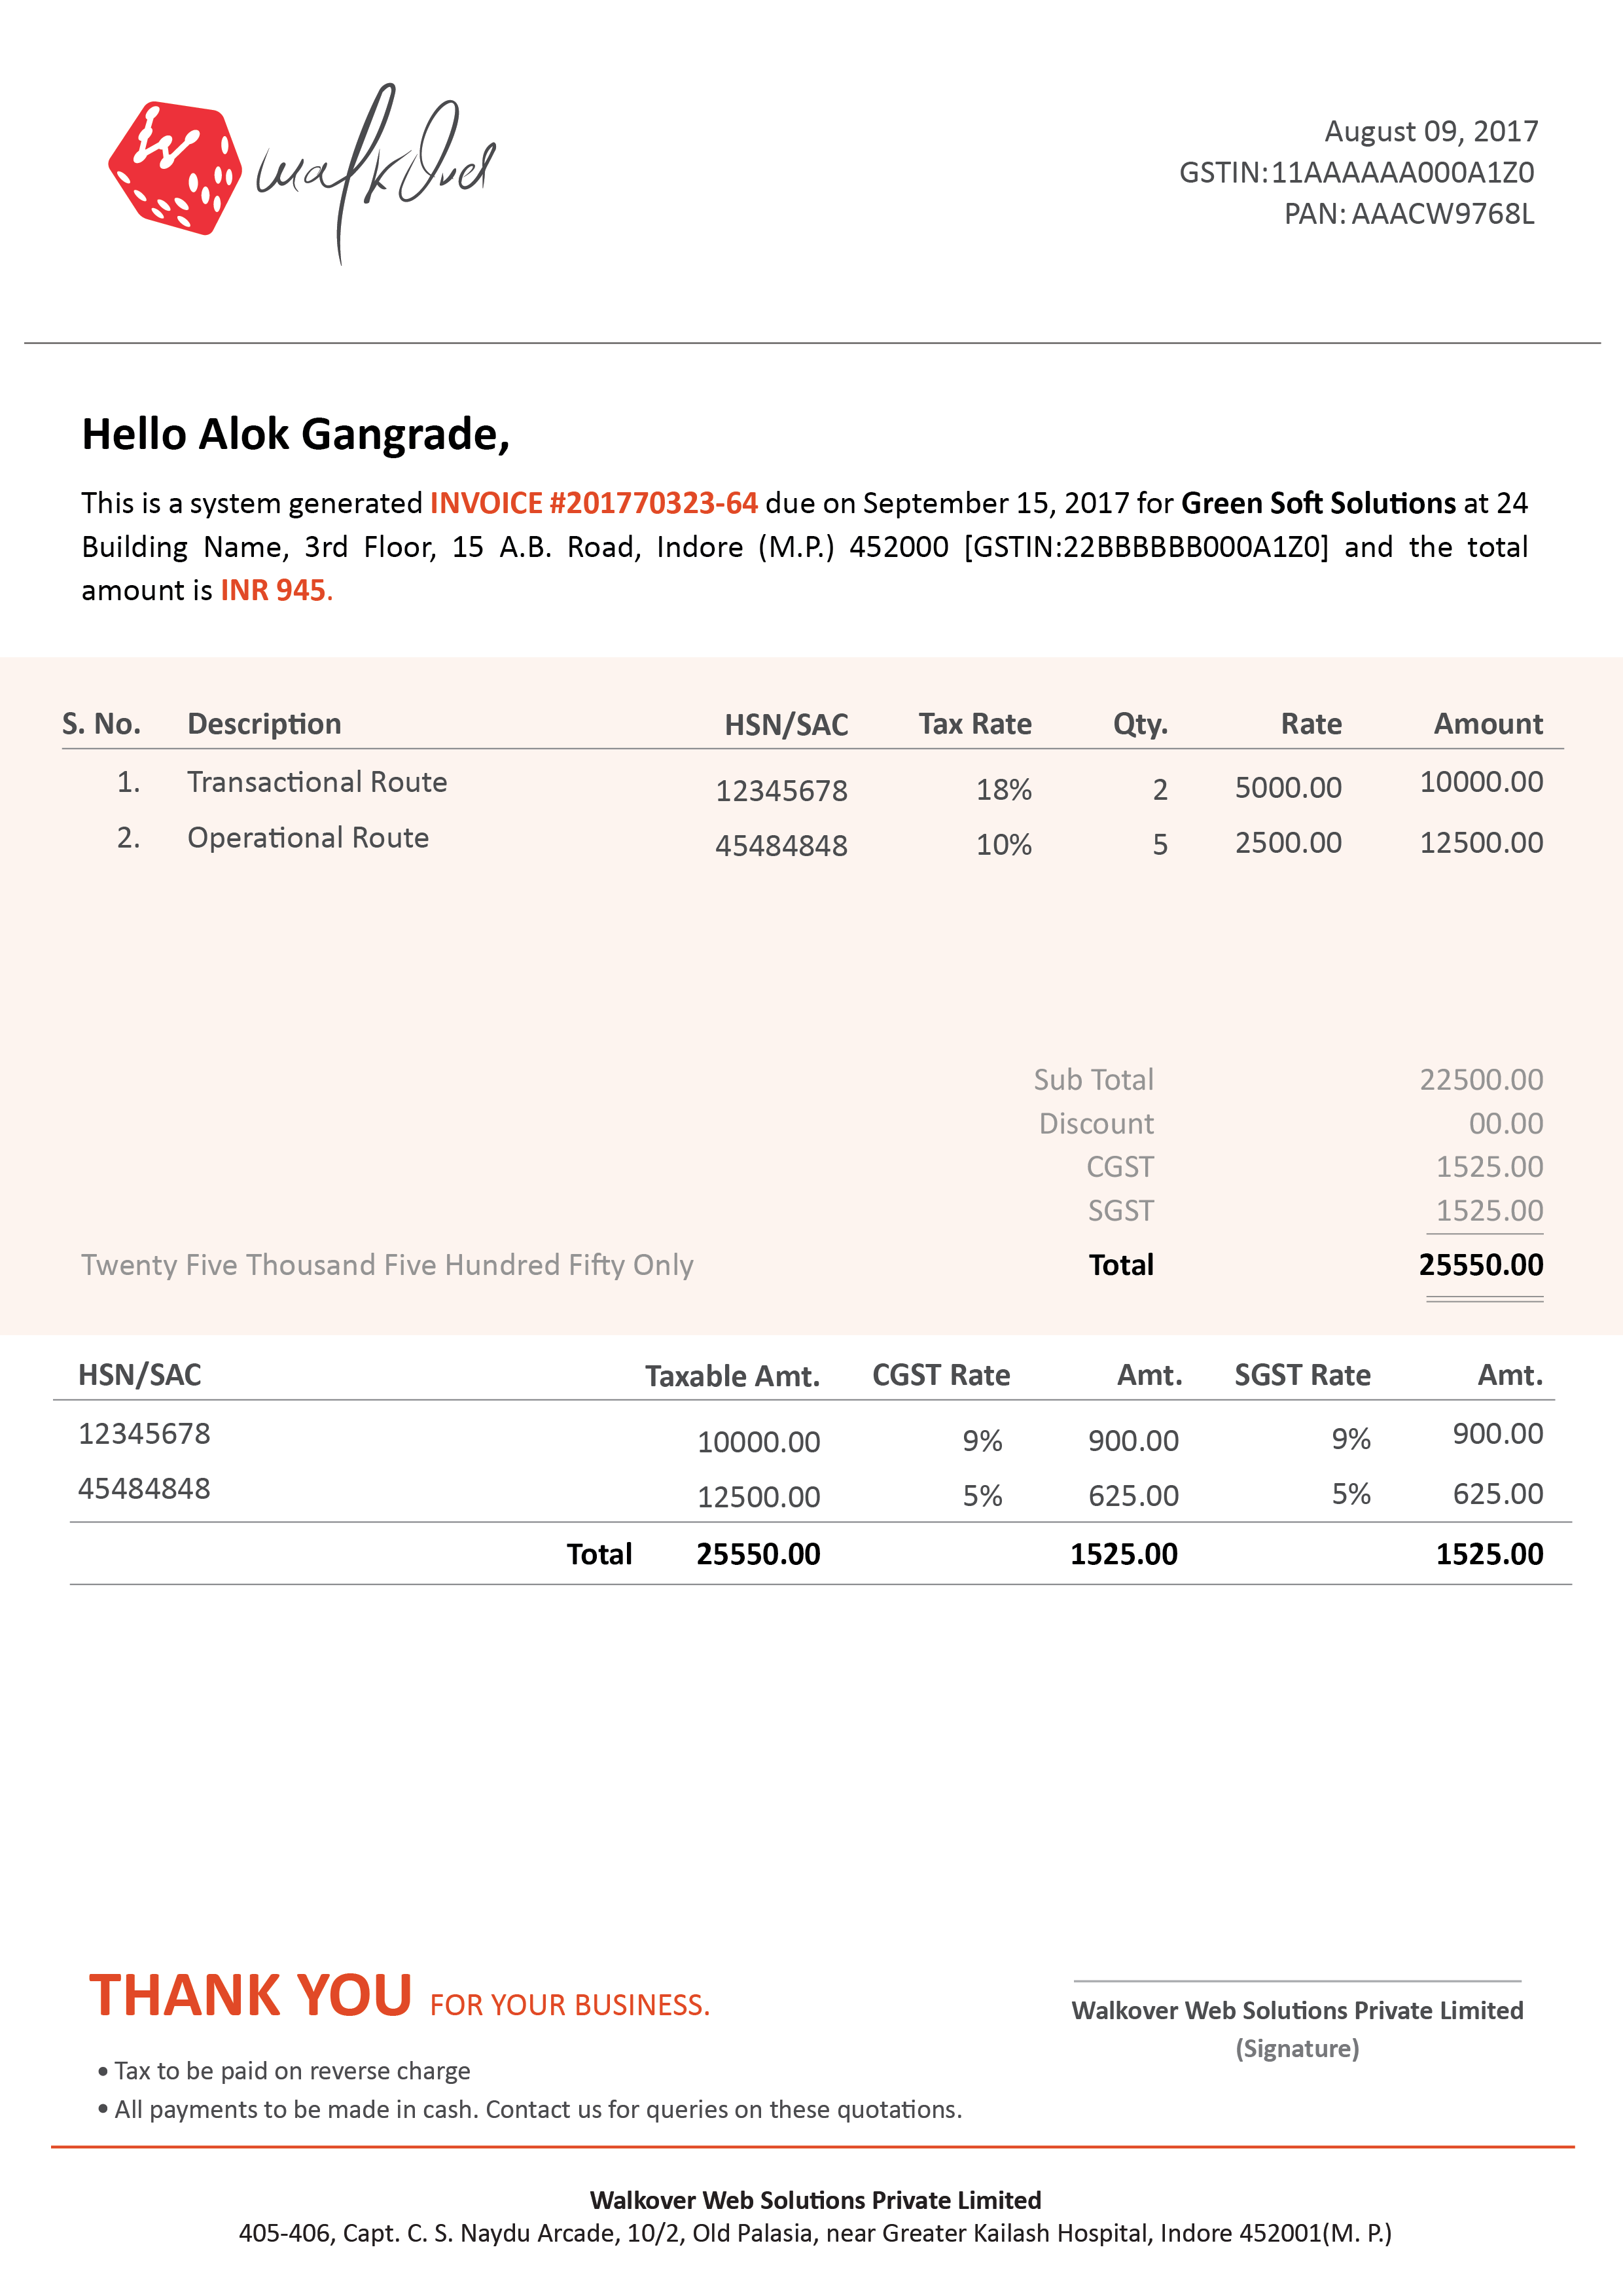 walkover
August 09, 2017
GSTIN:11AAAAAA000A1Z0
PAN: AAACW9768L
Hello Alok Gangrade,
This is a system generated INVOICE #201770323-64 due on September 15, 2017 for Green Soft Solutions at 24
Building Name, 3rd Floor, 15 A.B. Road, Indore (M.P.) 452000 [GSTIN:22BBBBBB000A1Z0] and the total
amount is INR 945.
S. No. Description HSN/SAC Tax Rate Qty. Rate Amount
1. Transactional Route 12345678 18% 2 5000.00 10000.00
2. Operational Route 45484848 10% 5 2500.00 12500.00
Sub Total 22500.00
Discount 00.00
CGST 1525.00
SGST 1525.00
Twenty Five Thousand Five Hundred Fifty Only Total 25550.00
HSN/SAC Taxable Amt. CGST Rate Amt. SGST Rate Amt.
12345678 10000.00 9% 900.00 9% 900.00
45484848 12500.00 5% 625.00 5% 625.00
Total 25550.00 1525.00 1525.00
THANK YOU FOR YOUR BUSINESS.
Walkover Web Solutions Private Limited
(Signature)
• Tax to be paid on reverse charge
• All payments to be made in cash. Contact us for queries on these quotations.
Walkover Web Solutions Private Limited
405-406, Capt. C. S. Naydu Arcade, 10/2, Old Palasia, near Greater Kailash Hospital, Indore 452001(M. P.)